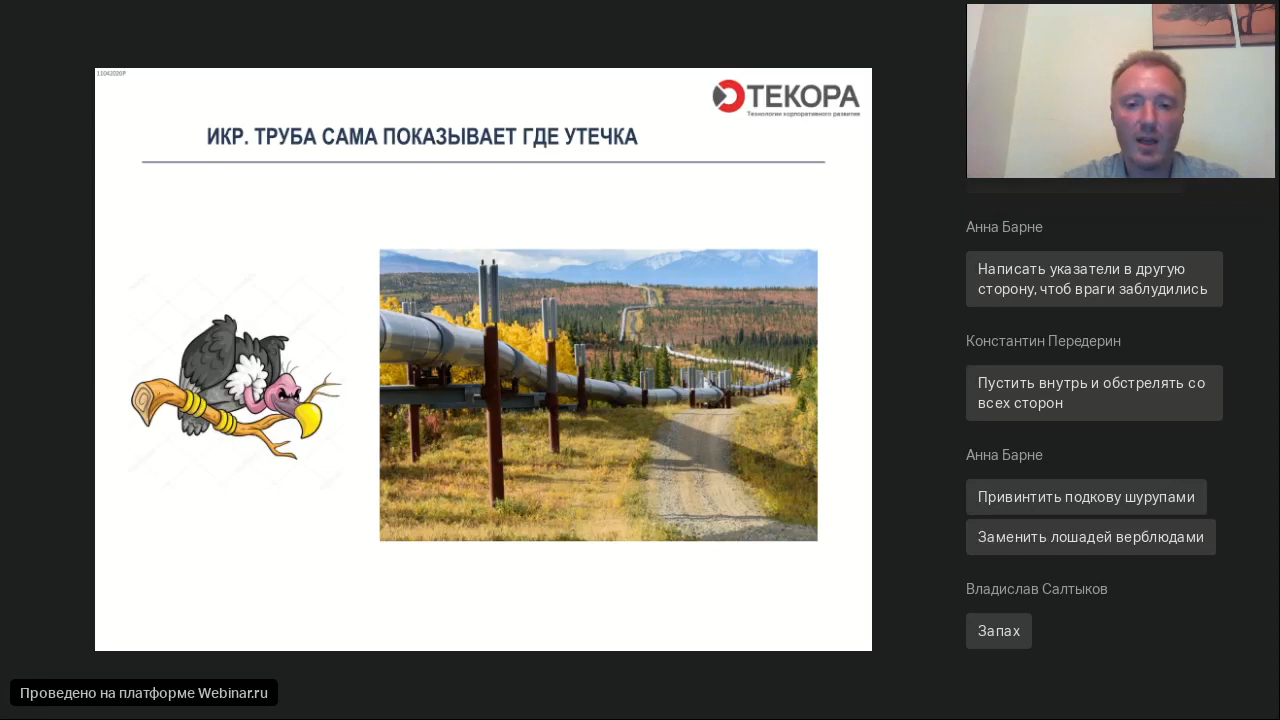 11042020Р
ТЕКОРА
Технологии корпоративного развития
ИКР. ТРУБА САМА ПОКАЗЫВАЕТ ГДЕ УТЕЧКА
Анна Барне
Написать указатели в другую
сторону, чтоб враги заблудились
Константин Передерин
Пустить внутрь и обстрелять со
всех сторон
Анна Барне
Привинтить подкову шурупами
Заменить лошадей верблюдами
Владислав Салтыков
Запах
Проведено на платформе Webinar.ru